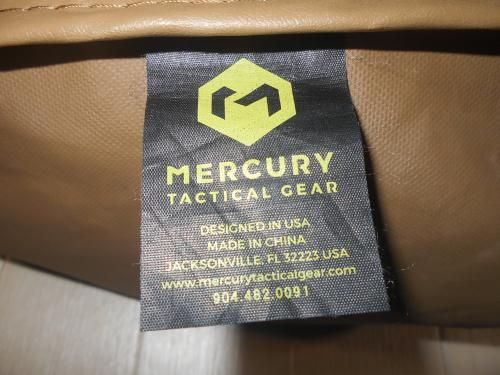 MERCURY
TACTICAL GEAR
DESIGNED IN USA
MADE IN CHINA
JACKSONVILLE, FL 32223 USA
www.mercurytacticalgear.com
904.482.0091